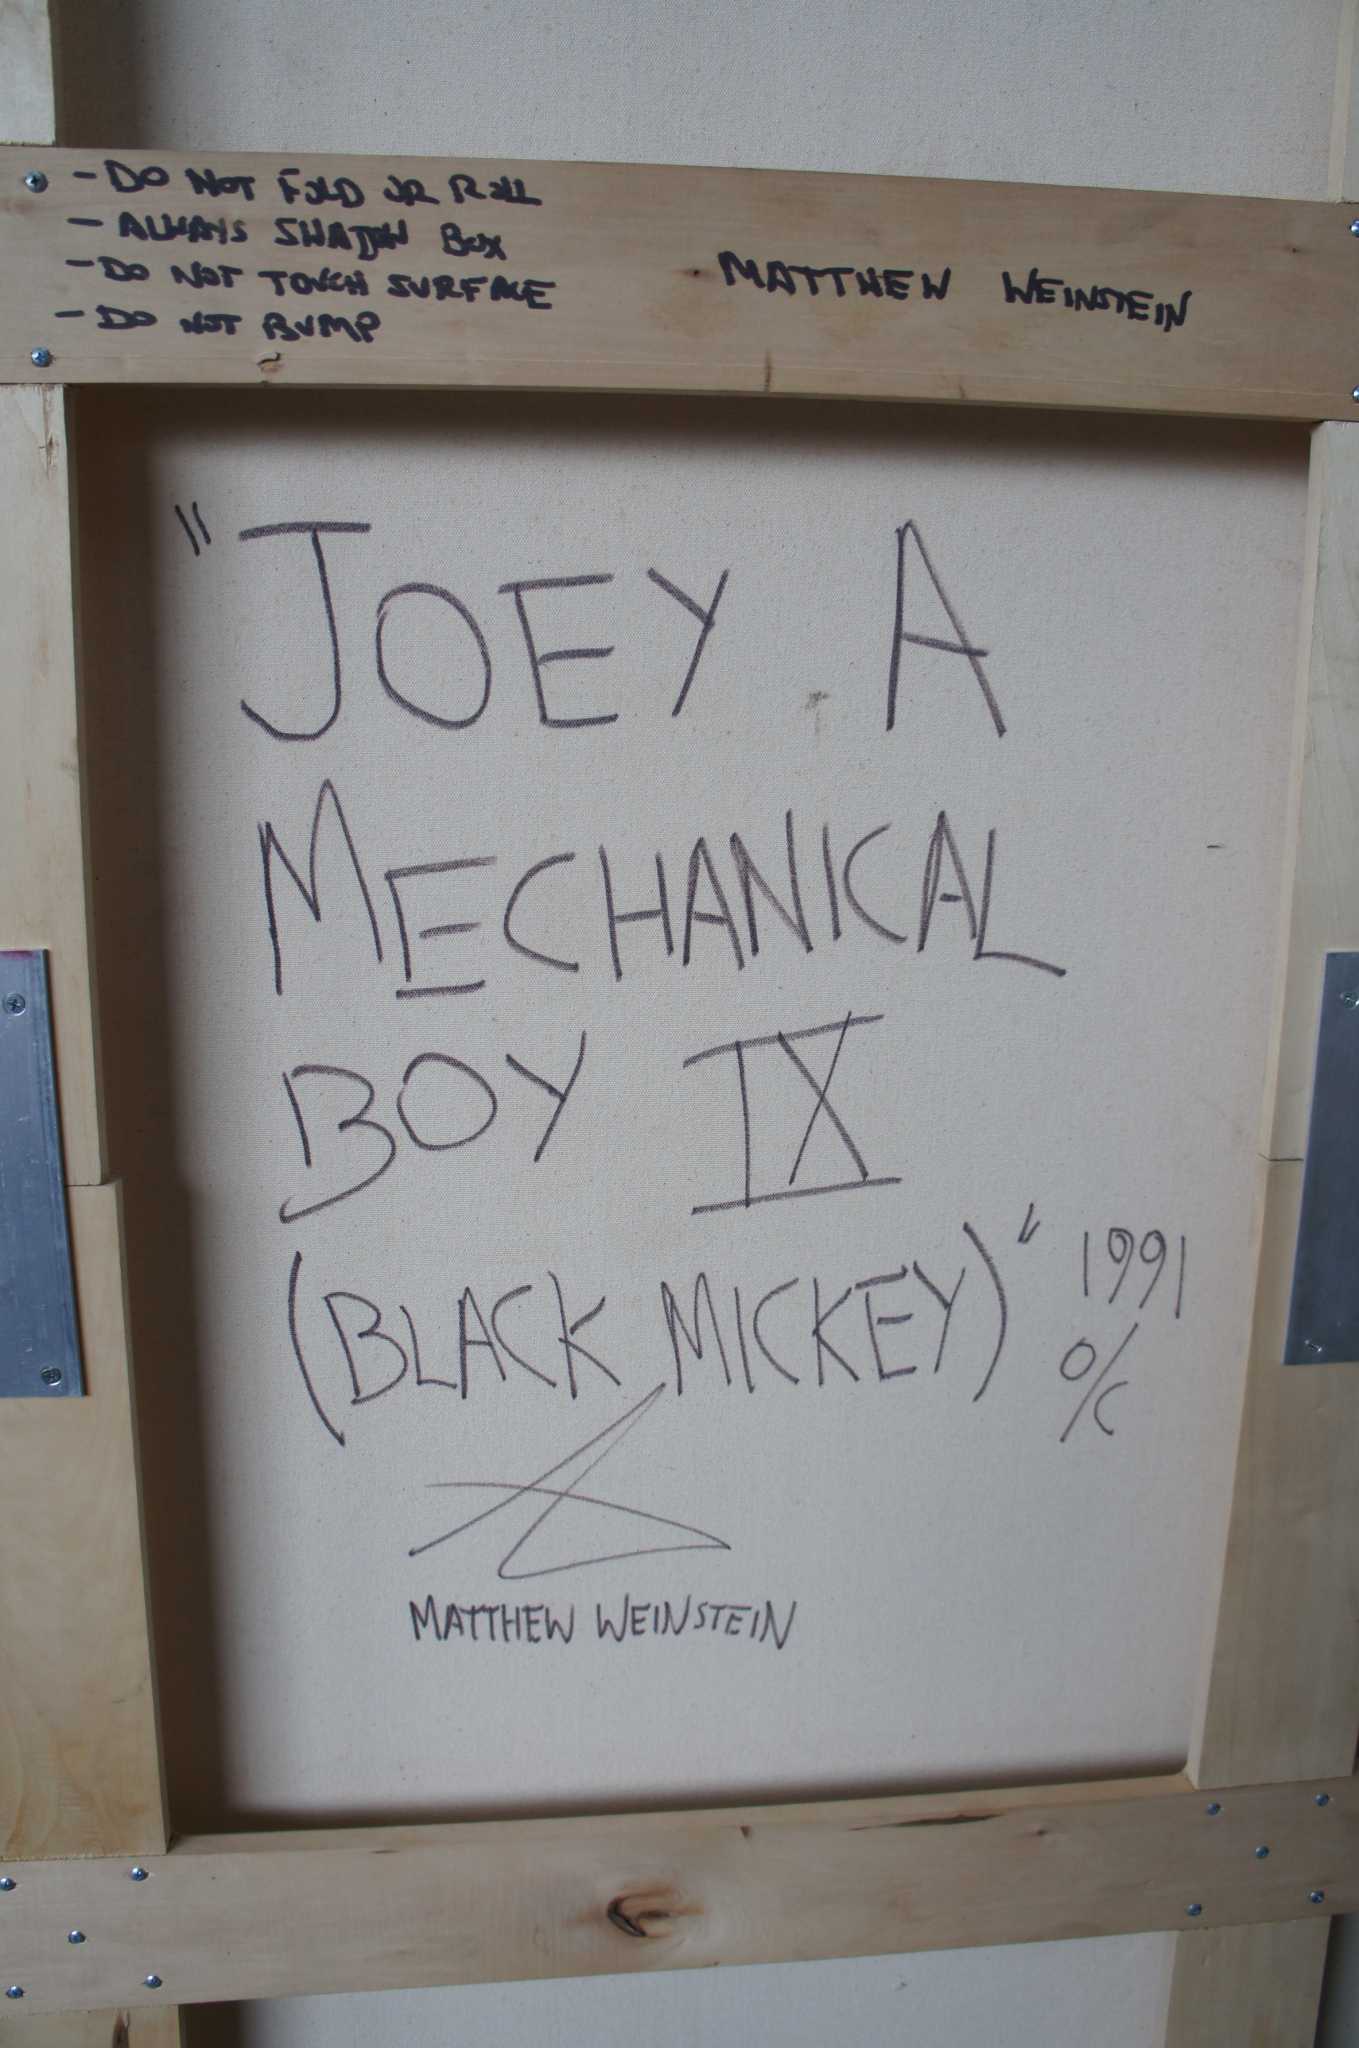 - DO NOT FOLD OR ROLL
- ALWAYS SHADOW BOX
- DO NOT TOUCH SURFACE
- DO NOT BUMP
MATTHEW WEINSTEIN
"JOEY A
MECHANICAL
BOY IX
(BLACK MICKEY)" 1991
O/C
MATTHEW WEINSTEIN